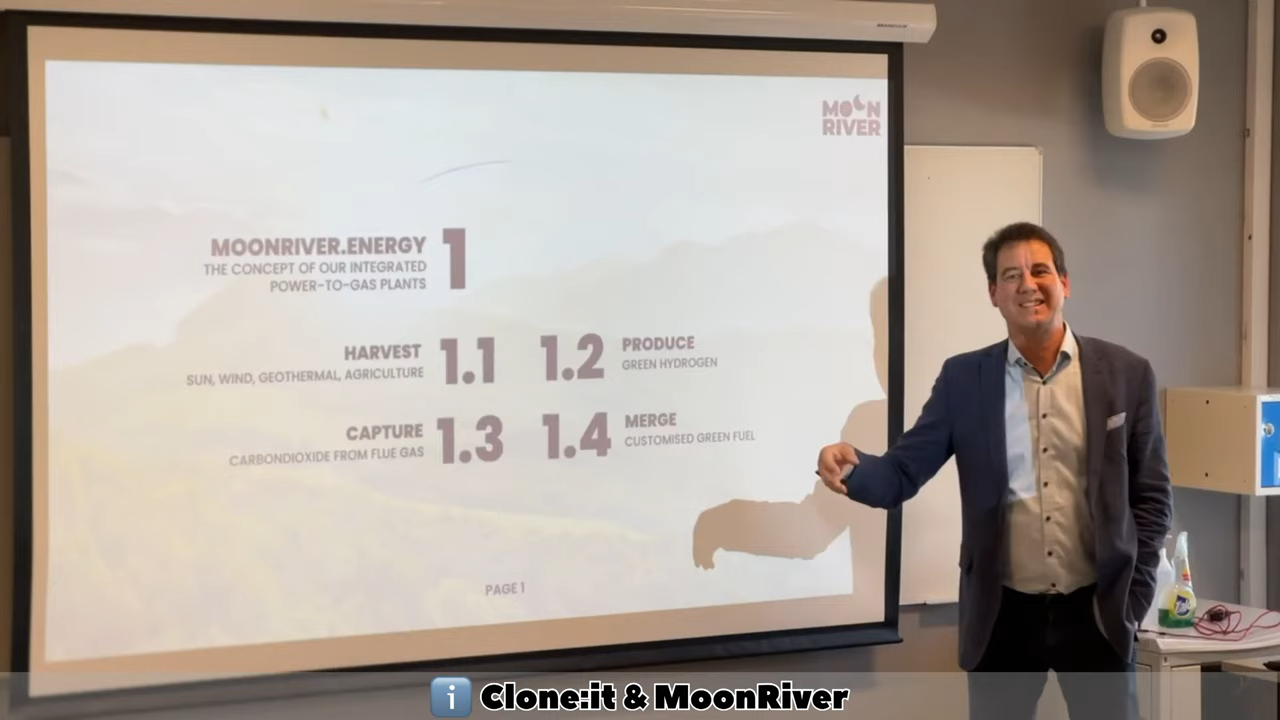 MOON
RIVER
MOONRIVER.ENERGY 1
THE CONCEPT OF OUR INTEGRATED
POWER-TO-GAS PLANTS
HARVEST 1.1
SUN, WIND, GEOTHERMAL, AGRICULTURE
1.2 PRODUCE
GREEN HYDROGEN
CAPTURE 1.3
CARBONDIOXIDE FROM FLUE GAS
1.4 MERGE
CUSTOMISED GREEN FUEL
PAGE 1
Clone:it & MoonRiver